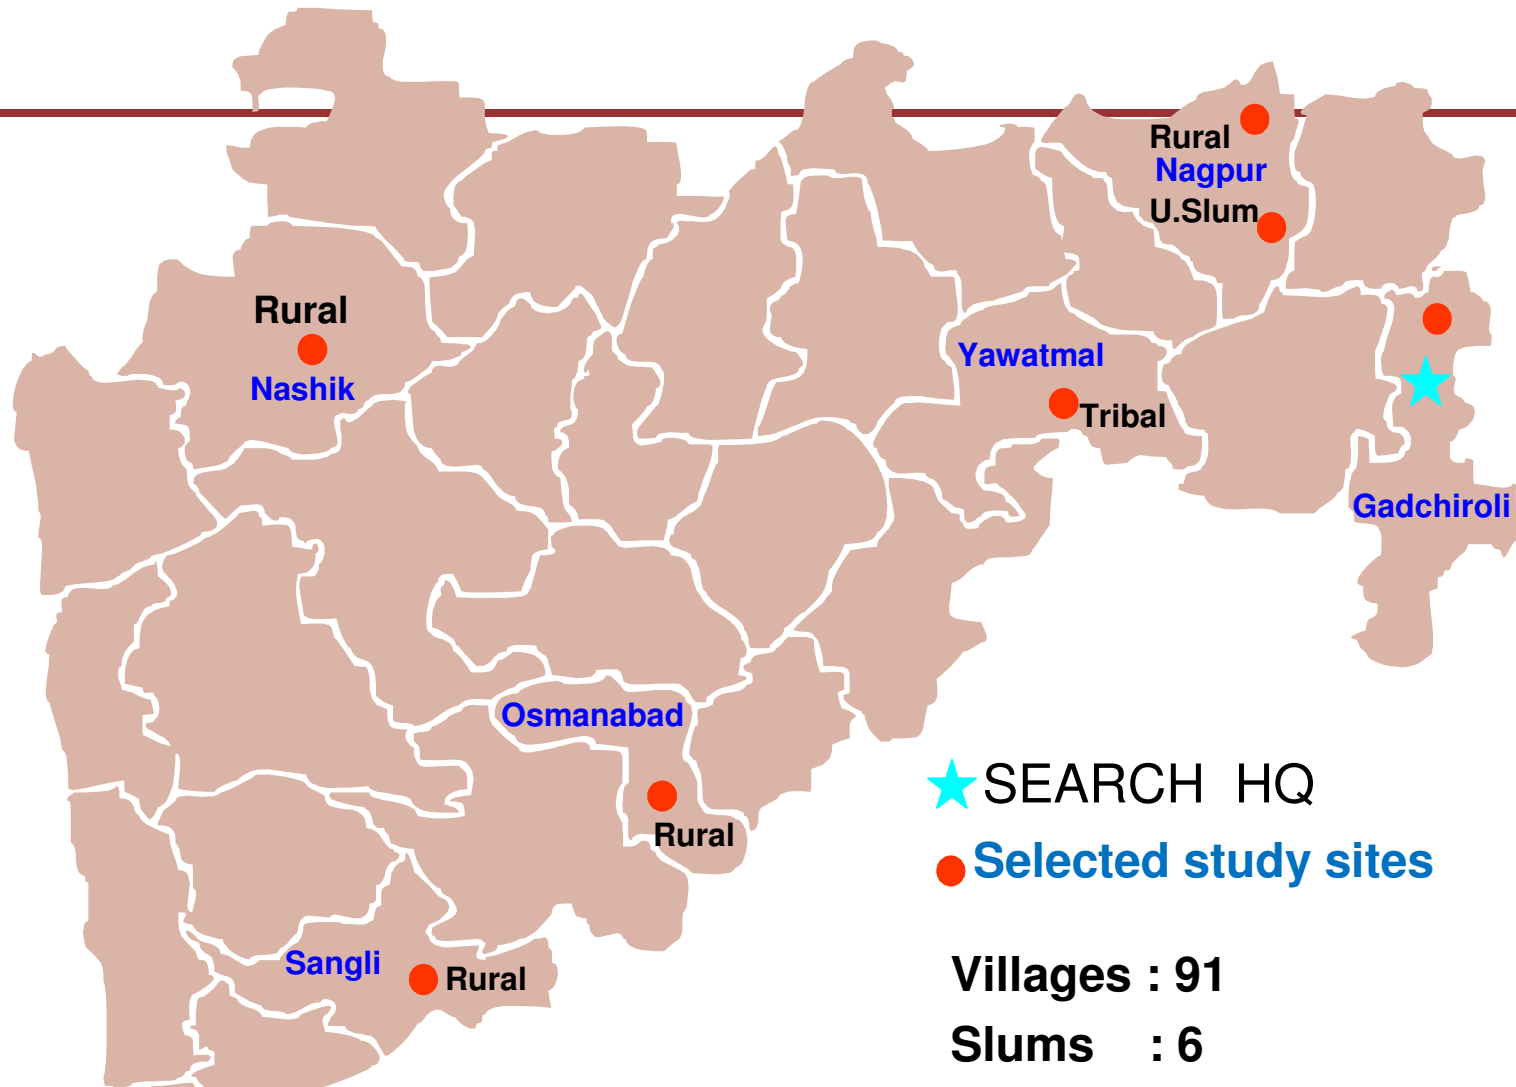 Rural
Nagpur
U.Slum
Rural
Nashik
Yawatmal
Tribal
Gadchiroli
Osmanabad
Rural
SEARCH HQ
Selected study sites
Sangli
Rural
Villages : 91
Slums : 6